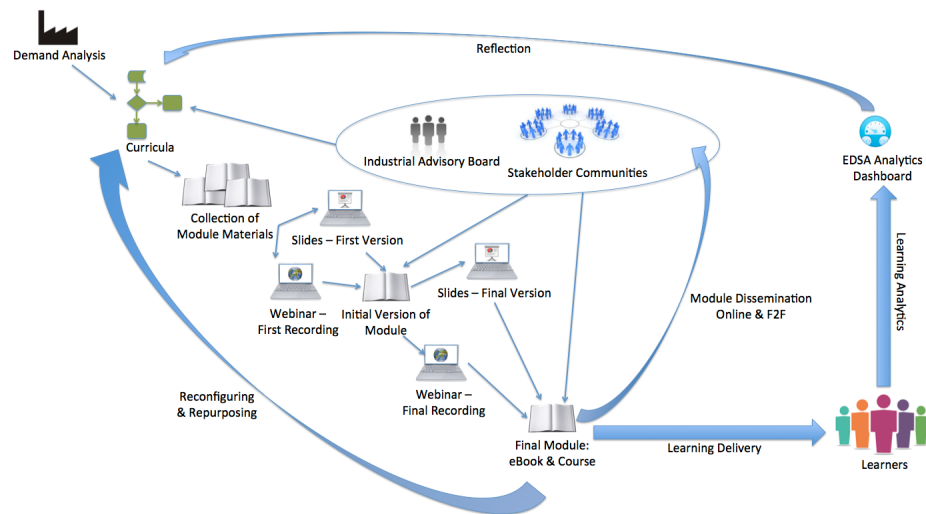 Reflection
Demand Analysis
Curricula
Industrial Advisory Board
Stakeholder Communities
EDSA Analytics
Dashboard
Collection of
Module Materials
Slides – First Version
Learning Analytics
Slides – Final Version
Webinar –
First Recording
Initial Version of
Module
Module Dissemination
Online & F2F
Reconfiguring
& Repurposing
Webinar –
Final Recording
Final Module:
eBook & Course
Learning Delivery
Learners